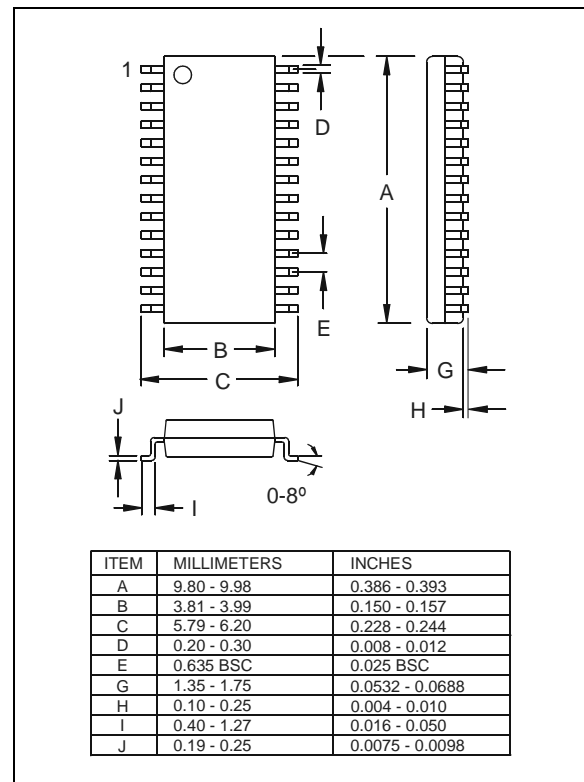 1
D
A
E
B
C
G
H
J
I
0-8º
ITEM MILLIMETERS INCHES
A 9.80 - 9.98 0.386 - 0.393
B 3.81 - 3.99 0.150 - 0.157
C 5.79 - 6.20 0.228 - 0.244
D 0.20 - 0.30 0.008 - 0.012
E 0.635 BSC 0.025 BSC
G 1.35 - 1.75 0.0532 - 0.0688
H 0.10 - 0.25 0.004 - 0.010
I 0.40 - 1.27 0.016 - 0.050
J 0.19 - 0.25 0.0075 - 0.0098